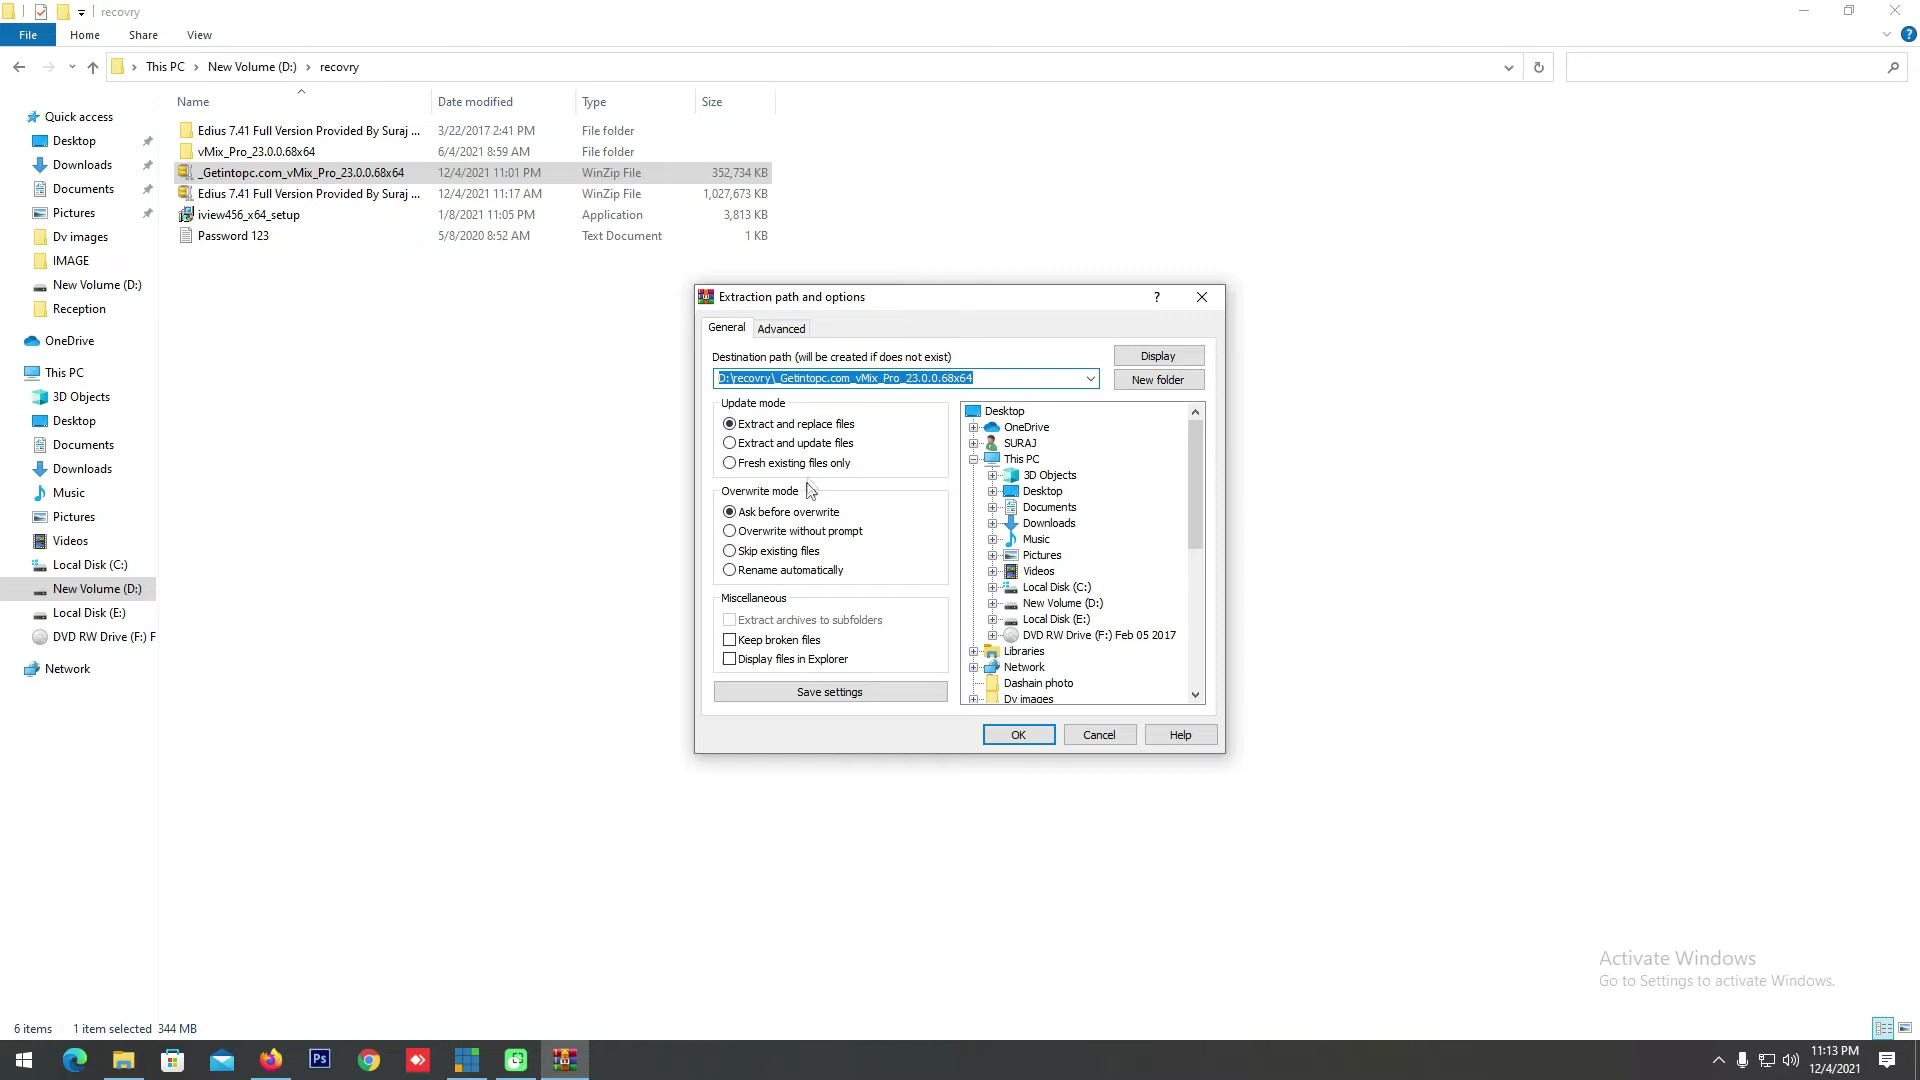 recovry
File
Home
Share
View
This PC
New Volume (D:)
recovry
Name
Date modified
Type
Size
Edius 7.41 Full Version Provided By Suraj ... 3/22/2017 2:41 PM File folder
vMix_Pro_23.0.0.68x64 6/4/2021 8:59 AM File folder
_Getintopc.com_vMix_Pro_23.0.0.68x64 12/4/2021 11:01 PM WinZip File 352,734 KB
Edius 7.41 Full Version Provided By Suraj ... 12/4/2021 11:17 AM WinZip File 1,027,673 KB
iview456_x64_setup 1/8/2021 11:05 PM Application 3,813 KB
Password 123 5/8/2020 8:52 AM Text Document 1 KB
Quick access
Desktop
Downloads
Documents
Pictures
Dv images
IMAGE
New Volume (D:)
Reception
OneDrive
This PC
3D Objects
Desktop
Documents
Downloads
Music
Pictures
Videos
Local Disk (C:)
New Volume (D:)
Local Disk (E:)
DVD RW Drive (F:) F
Network
Extraction path and options
General
Advanced
Destination path (will be created if does not exist)
D:\recovry\_Getintopc.com_vMix_Pro_23.0.0.68x64
Display
New folder
Update mode
Extract and replace files
Extract and update files
Fresh existing files only
Overwrite mode
Ask before overwrite
Overwrite without prompt
Skip existing files
Rename automatically
Miscellaneous
Extract archives to subfolders
Keep broken files
Display files in Explorer
Save settings
Desktop
OneDrive
SURAJ
This PC
3D Objects
Desktop
Documents
Downloads
Music
Pictures
Videos
Local Disk (C:)
New Volume (D:)
Local Disk (E:)
DVD RW Drive (F:) Feb 05 2017
Libraries
Network
Dashain photo
Dv images
OK
Cancel
Help
Activate Windows
Go to Settings to activate Windows.
6 items
1 item selected 344 MB
Ps
11:13 PM
12/4/2021